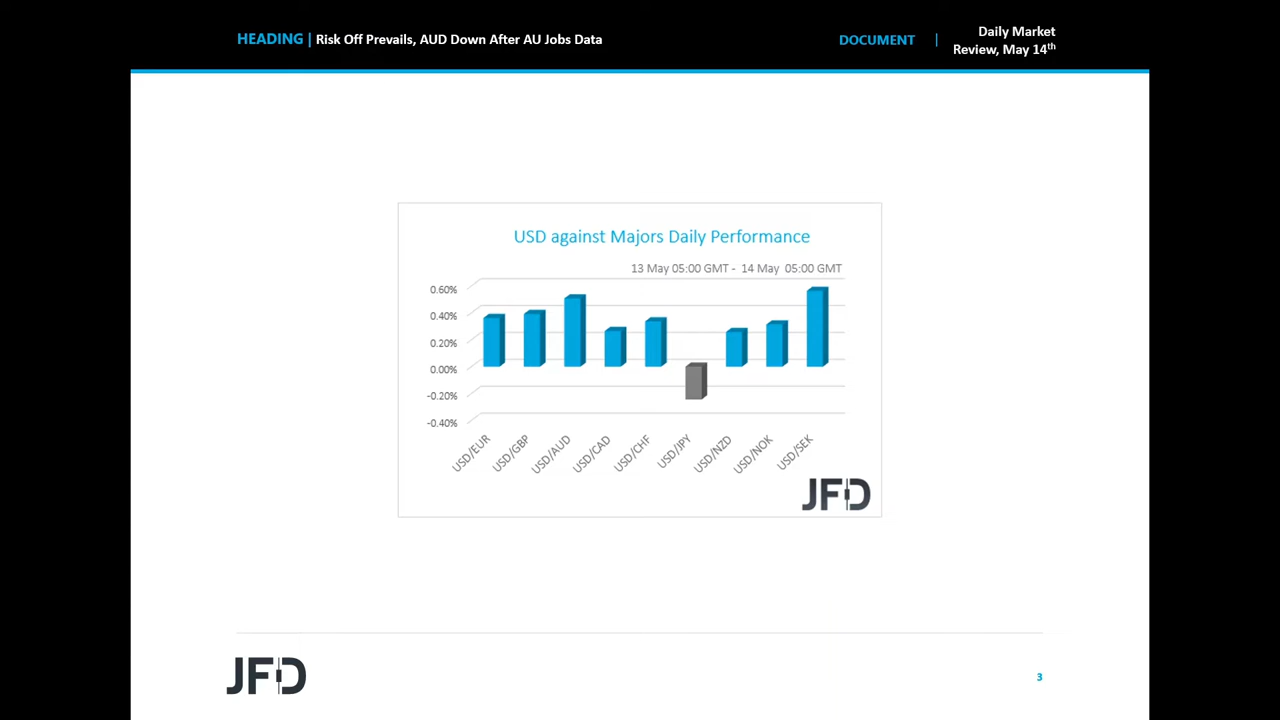 HEADING | Risk Off Prevails, AUD Down After AU Jobs Data
DOCUMENT |
Daily Market
Review, May 14th
USD against Majors Daily Performance
13 May 05:00 GMT - 14 May 05:00 GMT
0.60%
0.40%
0.20%
0.00%
-0.20%
-0.40%
USD/EUR
USD/GBP
USD/AUD
USD/CAD
USD/CHF
USD/JPY
USD/NZD
USD/NOK
USD/SEK
JFD
JFD
3